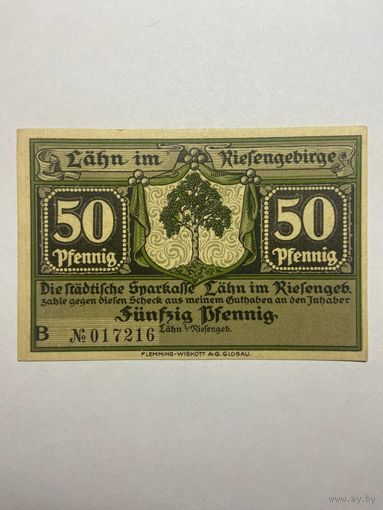 Lähn im Riesengebirge
50 Pfennig
50 Pfennig
Die städtische Sparkasse Lähn im Riesengeb.
zahle gegen diesen Scheck aus meinem Guthaben an den Inhaber
Fünfzig Pfennig
Lähn i/Riesengeb.
B № 017216
FLEMMING-WISKOTT A:G. GLOGAU.
www.ay.by